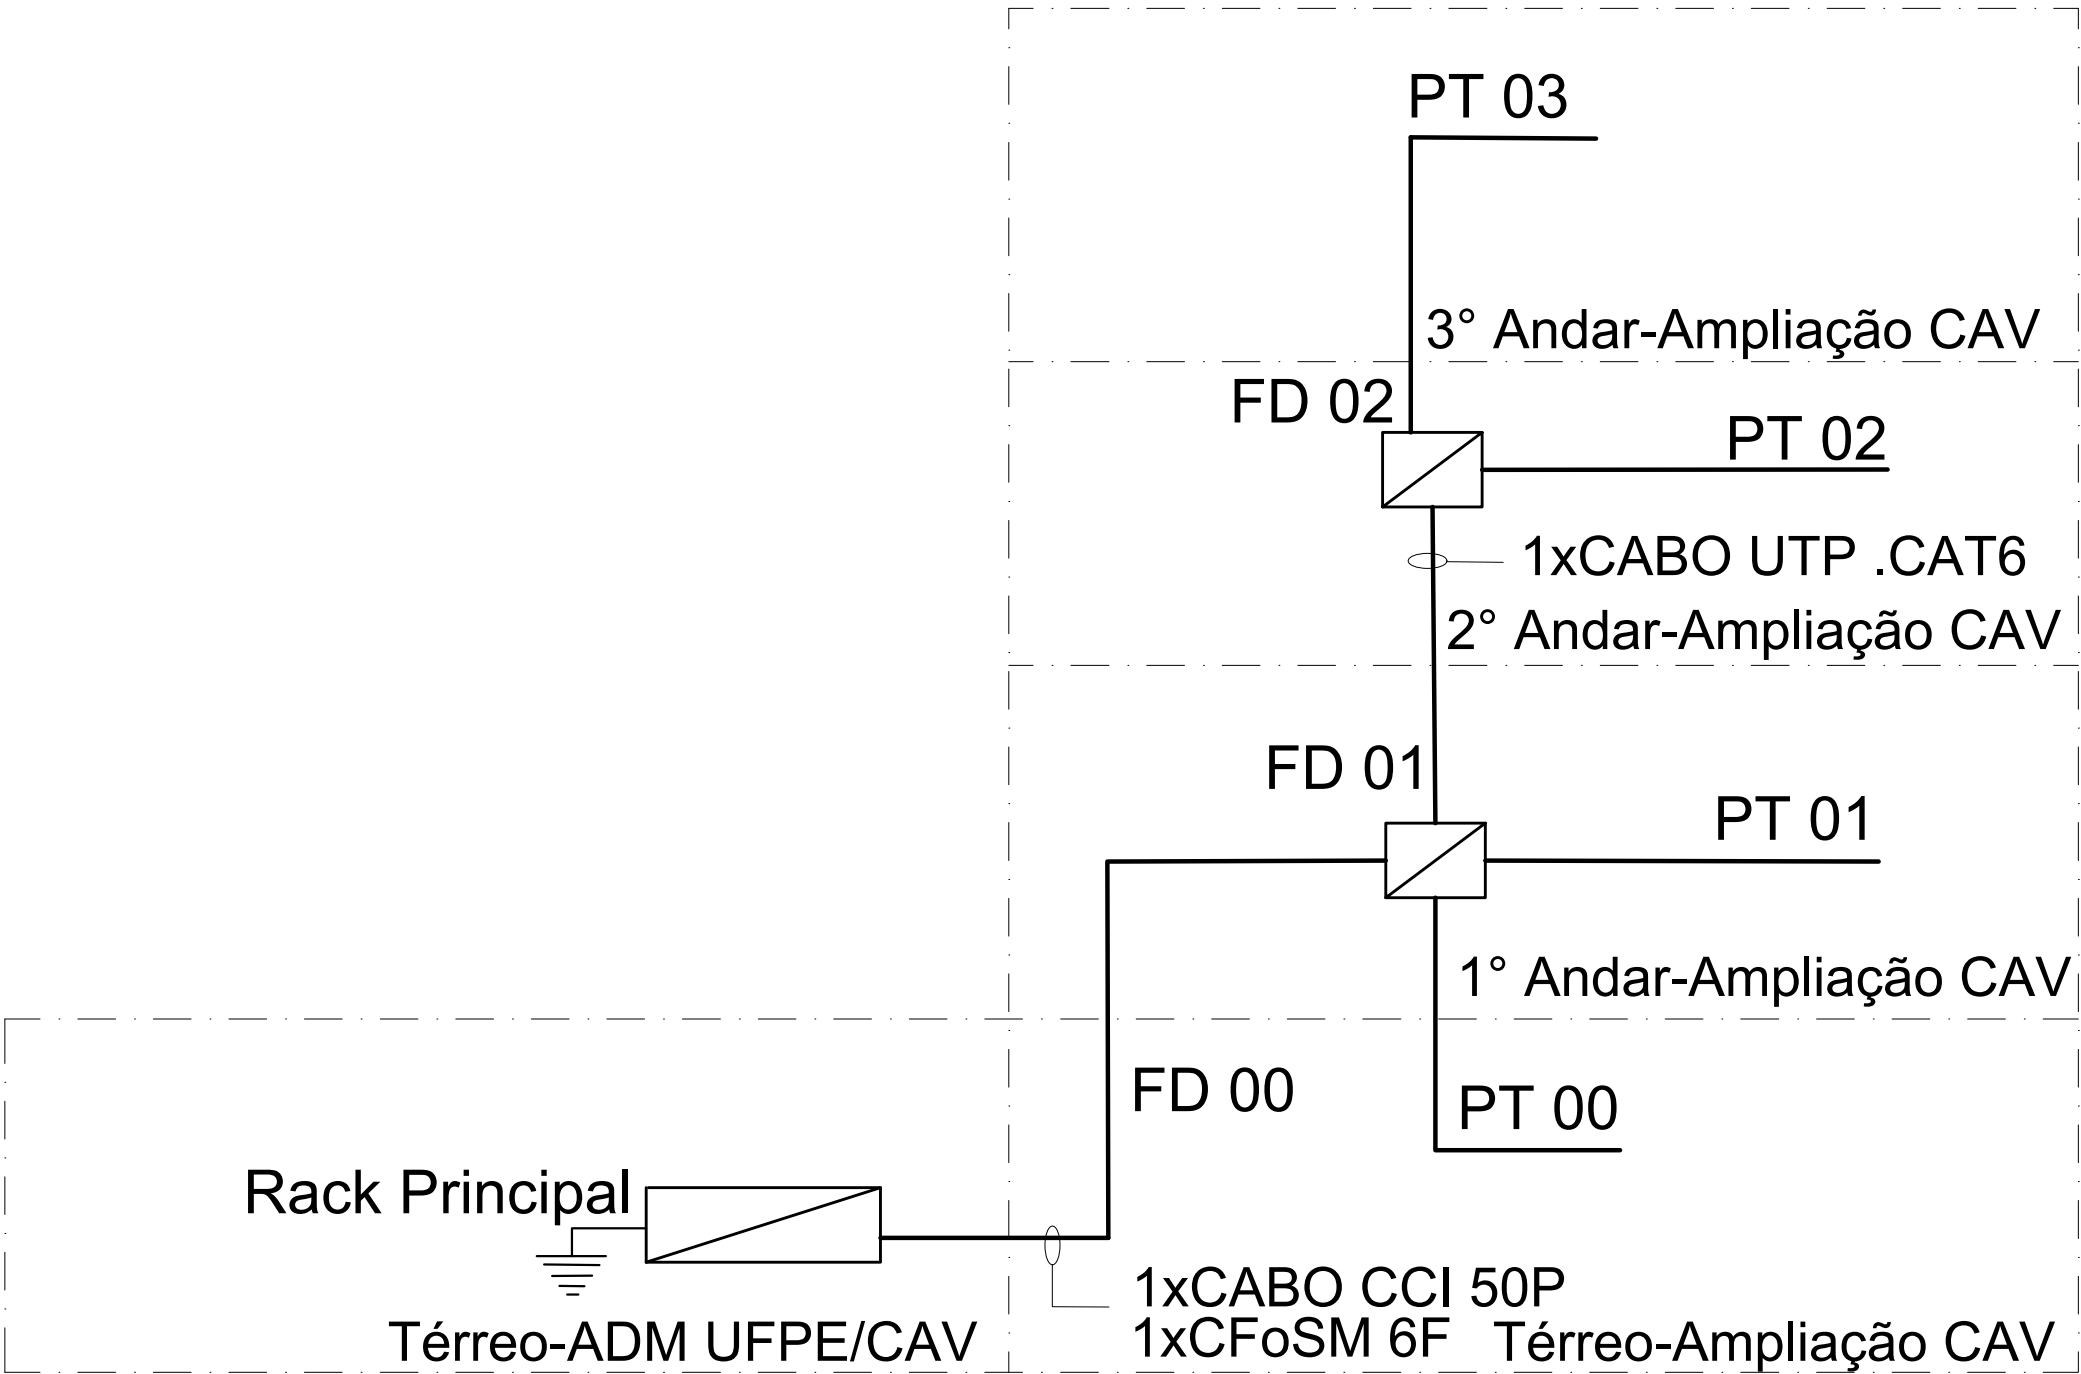 PT 03
3° Andar-Ampliação CAV
FD 02
PT 02
1xCABO UTP .CAT6
2° Andar-Ampliação CAV
FD 01
PT 01
1° Andar-Ampliação CAV
FD 00
PT 00
Rack Principal
1xCABO CCI 50P
1xCFoSM 6F
Térreo-ADM UFPE/CAV
Térreo-Ampliação CAV